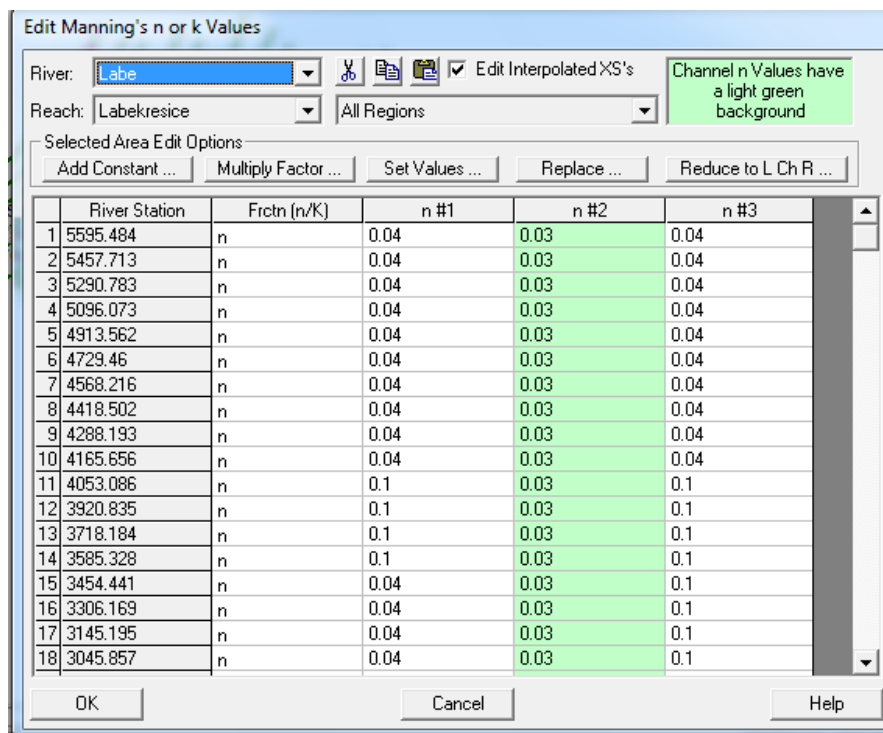 Edit Manning's n or k Values
River: Labe Edit Interpolated XS's
Channel n Values have
a light green
background
Reach: Labekresice All Regions
Selected Area Edit Options
Add Constant ... Multiply Factor ... Set Values ... Replace ... Reduce to L Ch R ...
River Station Frctn (n/K) n #1 n #2 n #3
1 5595.484 n 0.04 0.03 0.04
2 5457.713 n 0.04 0.03 0.04
3 5290.783 n 0.04 0.03 0.04
4 5096.073 n 0.04 0.03 0.04
5 4913.562 n 0.04 0.03 0.04
6 4729.46 n 0.04 0.03 0.04
7 4568.216 n 0.04 0.03 0.04
8 4418.502 n 0.04 0.03 0.04
9 4288.193 n 0.04 0.03 0.04
10 4165.656 n 0.04 0.03 0.04
11 4053.086 n 0.1 0.03 0.1
12 3920.835 n 0.1 0.03 0.1
13 3718.184 n 0.1 0.03 0.1
14 3585.328 n 0.1 0.03 0.1
15 3454.441 n 0.04 0.03 0.1
16 3306.169 n 0.04 0.03 0.1
17 3145.195 n 0.04 0.03 0.1
18 3045.857 n 0.04 0.03 0.1
OK Cancel Help